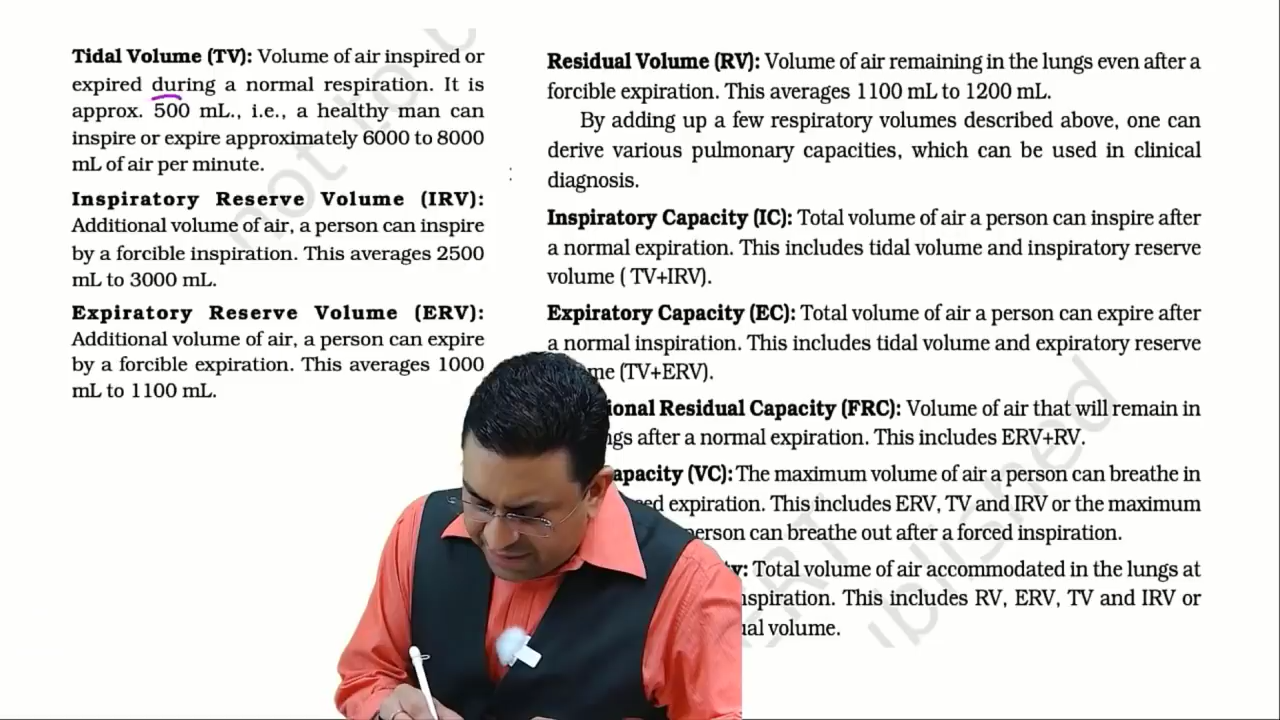 Tidal Volume (TV): Volume of air inspired or
expired during a normal respiration. It is
approx. 500 mL., i.e., a healthy man can
inspire or expire approximately 6000 to 8000
mL of air per minute.
Inspiratory Reserve Volume (IRV):
Additional volume of air, a person can inspire
by a forcible inspiration. This averages 2500
mL to 3000 mL.
Expiratory Reserve Volume (ERV):
Additional volume of air, a person can expire
by a forcible expiration. This averages 1000
mL to 1100 mL.
Residual Volume (RV): Volume of air remaining in the lungs even after a
forcible expiration. This averages 1100 mL to 1200 mL.
By adding up a few respiratory volumes described above, one can
derive various pulmonary capacities, which can be used in clinical
diagnosis.
Inspiratory Capacity (IC): Total volume of air a person can inspire after
a normal expiration. This includes tidal volume and inspiratory reserve
volume ( TV+IRV).
Expiratory Capacity (EC): Total volume of air a person can expire after
a normal inspiration. This includes tidal volume and expiratory reserve
(TV+ERV).
Residual Capacity (FRC): Volume of air that will remain in
after a normal expiration. This includes ERV+RV.
(VC): The maximum volume of air a person can breathe in
expiration. This includes ERV, TV and IRV or the maximum
person can breathe out after a forced inspiration.
Total volume of air accommodated in the lungs at
This includes RV, ERV, TV and IRV or
volume.
not to